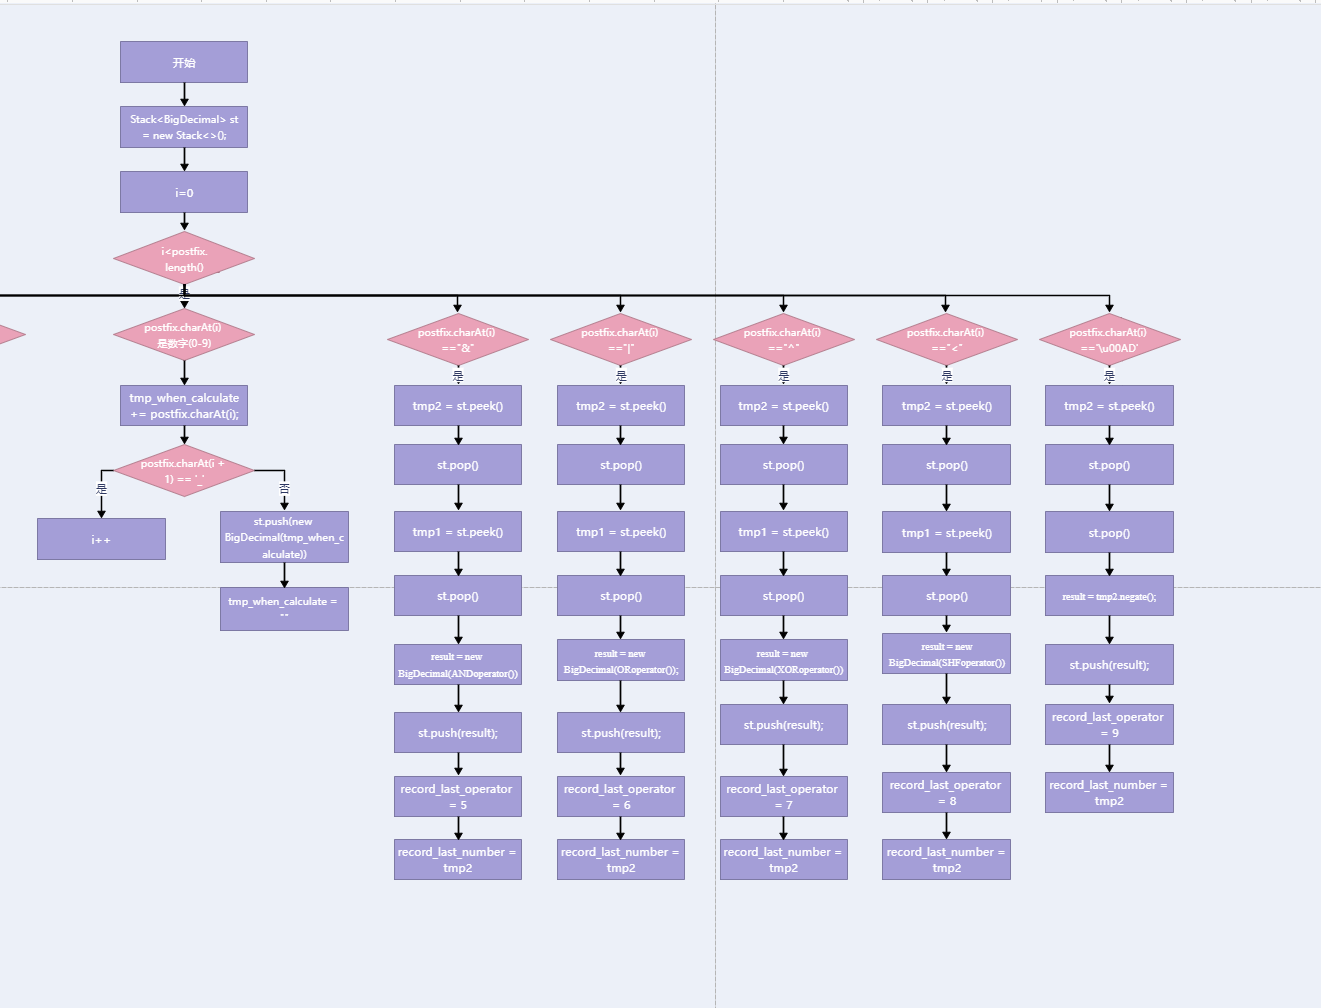 开始
Stack<BigDecimal> st
= new Stack<>();
i=0
i<postfix.
length()
是
postfix.charAt(i)
是数字(0-9)
tmp_when_calculate
+= postfix.charAt(i);
postfix.charAt(i +
1) == '_'
是
否
i++
st.push(new
BigDecimal(tmp_when_c
alculate))
tmp_when_calculate =
""
postfix.charAt(i)
=="&"
是
tmp2 = st.peek()
st.pop()
tmp1 = st.peek()
st.pop()
result = new
BigDecimal(ANDoperator())
st.push(result);
record_last_operator
= 5
record_last_number =
tmp2
postfix.charAt(i)
=="|"
是
tmp2 = st.peek()
st.pop()
tmp1 = st.peek()
st.pop()
result = new
BigDecimal(ORoperator());
st.push(result);
record_last_operator
= 6
record_last_number =
tmp2
postfix.charAt(i)
=="^"
是
tmp2 = st.peek()
st.pop()
tmp1 = st.peek()
st.pop()
result = new
BigDecimal(XORoperator())
st.push(result);
record_last_operator
= 7
record_last_number =
tmp2
postfix.charAt(i)
=="<"
是
tmp2 = st.peek()
st.pop()
tmp1 = st.peek()
st.pop()
result = new
BigDecimal(SHFoperator())
st.push(result);
record_last_operator
= 8
record_last_number =
tmp2
postfix.charAt(i)
=='\u00AD'
是
tmp2 = st.peek()
st.pop()
st.pop()
result = tmp2.negate();
st.push(result);
record_last_operator
= 9
record_last_number =
tmp2